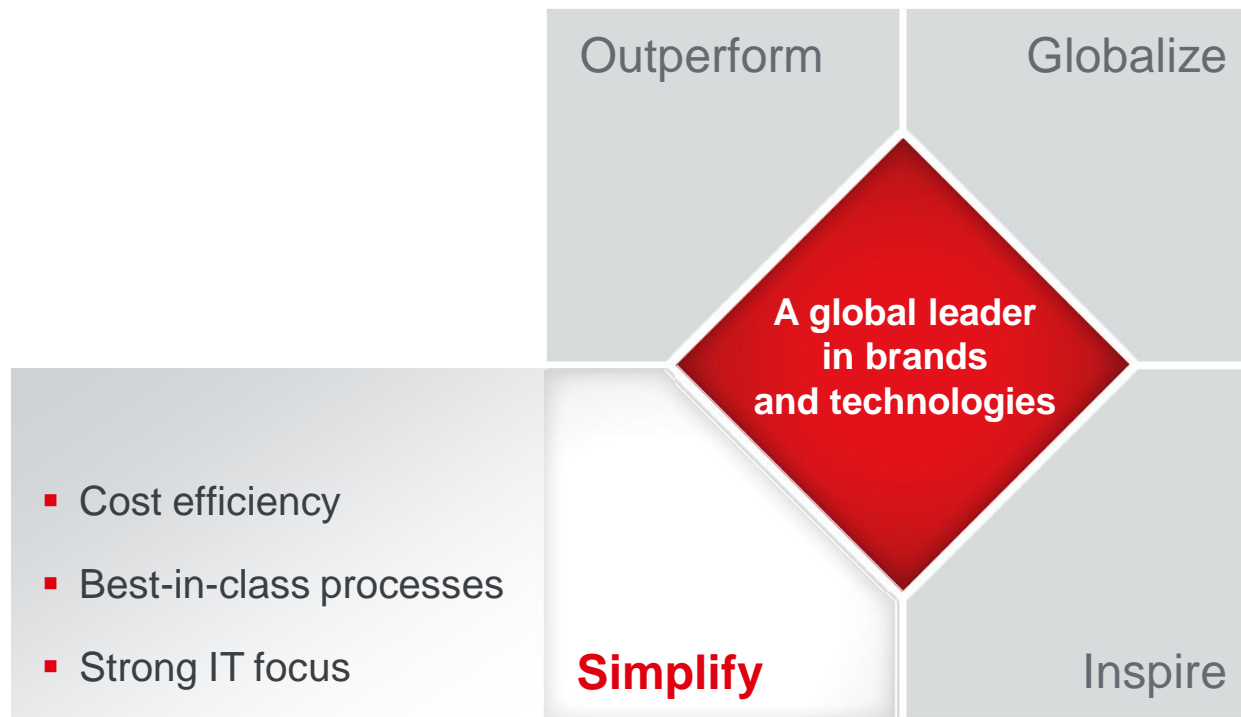 Outperform
Globalize
A global leader
in brands
and technologies
Cost efficiency
Best-in-class processes
Strong IT focus
Simplify
Inspire